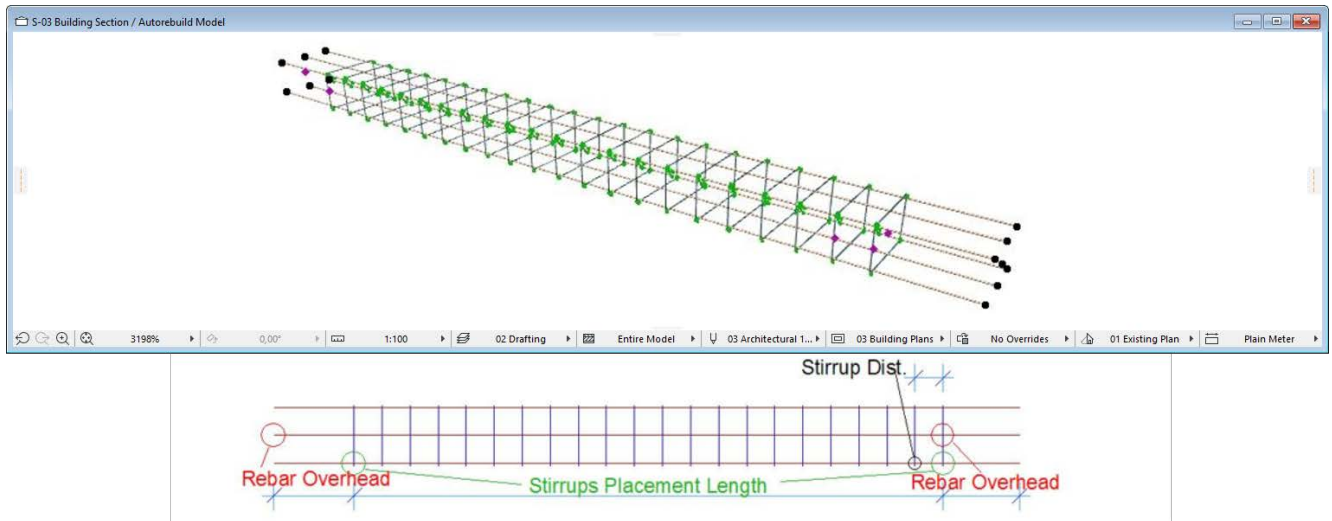 S-03 Building Section / Autorebuild Model
3198% 0,00° 1:100 02 Drafting Entire Model 03 Architectural 1... 03 Building Plans No Overrides 01 Existing Plan Plain Meter
Stirrup Dist.
Rebar Overhead Stirrups Placement Length Rebar Overhead